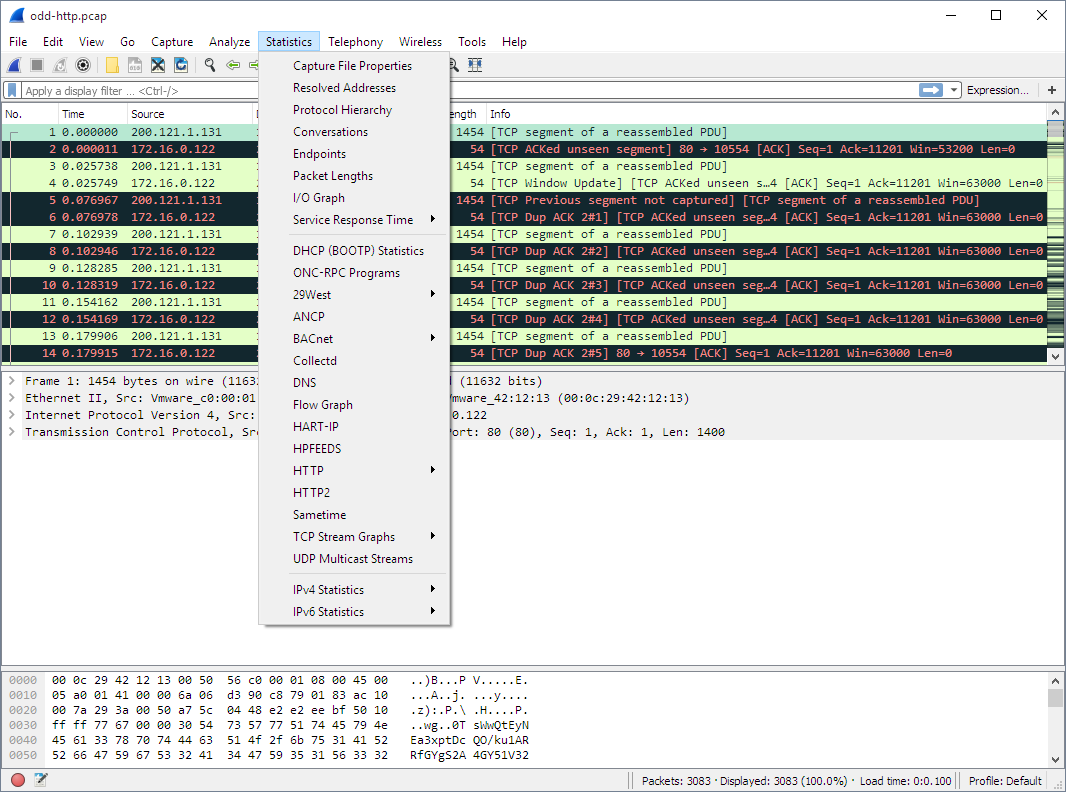 odd-http.pcap
File Edit View Go Capture Analyze Statistics Telephony Wireless Tools Help
Apply a display filter ... <Ctrl-/> Expression... +
No. Time Source ength Info
1 0.000000 200.121.1.131 1454 [TCP segment of a reassembled PDU]
2 0.000011 172.16.0.122 54 [TCP ACKed unseen segment] 80 → 10554 [ACK] Seq=1 Ack=11201 Win=53200 Len=0
3 0.025738 200.121.1.131 1454 [TCP segment of a reassembled PDU]
4 0.025749 172.16.0.122 54 [TCP Window Update] [TCP ACKed unseen s…4 [ACK] Seq=1 Ack=11201 Win=63000 Len=0
5 0.076967 200.121.1.131 1454 [TCP Previous segment not captured] [TCP segment of a reassembled PDU]
6 0.076978 172.16.0.122 54 [TCP Dup ACK 2#1] [TCP ACKed unseen seg…4 [ACK] Seq=1 Ack=11201 Win=63000 Len=0
7 0.102939 200.121.1.131 1454 [TCP segment of a reassembled PDU]
8 0.102946 172.16.0.122 54 [TCP Dup ACK 2#2] [TCP ACKed unseen seg…4 [ACK] Seq=1 Ack=11201 Win=63000 Len=0
9 0.128285 200.121.1.131 1454 [TCP segment of a reassembled PDU]
10 0.128319 172.16.0.122 54 [TCP Dup ACK 2#3] [TCP ACKed unseen seg…4 [ACK] Seq=1 Ack=11201 Win=63000 Len=0
11 0.154162 200.121.1.131 1454 [TCP segment of a reassembled PDU]
12 0.154169 172.16.0.122 54 [TCP Dup ACK 2#4] [TCP ACKed unseen seg…4 [ACK] Seq=1 Ack=11201 Win=63000 Len=0
13 0.179906 200.121.1.131 1454 [TCP segment of a reassembled PDU]
14 0.179915 172.16.0.122 54 [TCP Dup ACK 2#5] 80 → 10554 [ACK] Seq=1 Ack=11201 Win=63000 Len=0
Capture File Properties
Resolved Addresses
Protocol Hierarchy
Conversations
Endpoints
Packet Lengths
I/O Graph
Service Response Time
DHCP (BOOTP) Statistics
ONC-RPC Programs
29West
ANCP
BACnet
Collectd
DNS
Flow Graph
HART-IP
HPFEEDS
HTTP
HTTP2
Sametime
TCP Stream Graphs
UDP Multicast Streams
IPv4 Statistics
IPv6 Statistics
Frame 1: 1454 bytes on wire (1163 (11632 bits)
Ethernet II, Src: Vmware_c0:00:01 mware_42:12:13 (00:0c:29:42:12:13)
Internet Protocol Version 4, Src: 0.122
Transmission Control Protocol, Src ort: 80 (80), Seq: 1, Ack: 1, Len: 1400
0000 00 0c 29 42 12 13 00 50 56 c0 00 01 08 00 45 00 ..)B...P V.....E.
0010 05 a0 01 41 00 00 6a 06 d3 90 c8 79 01 83 ac 10 ...A..j. ...y....
0020 00 7a 29 3a 00 50 a7 5c 04 48 e2 e2 ee bf 50 10 .z):.P.\ .H....P.
0030 ff ff 77 67 00 00 30 54 73 57 77 51 74 45 79 4e ..wg..0T sWwQtEyN
0040 45 61 33 78 70 74 44 63 51 4f 2f 6b 75 31 41 52 Ea3xptDc QO/ku1AR
0050 52 66 47 59 67 53 32 41 34 47 59 35 31 56 33 32 RfGYgS2A 4GY51V32
Packets: 3083 · Displayed: 3083 (100.0%) · Load time: 0:0.100 Profile: Default